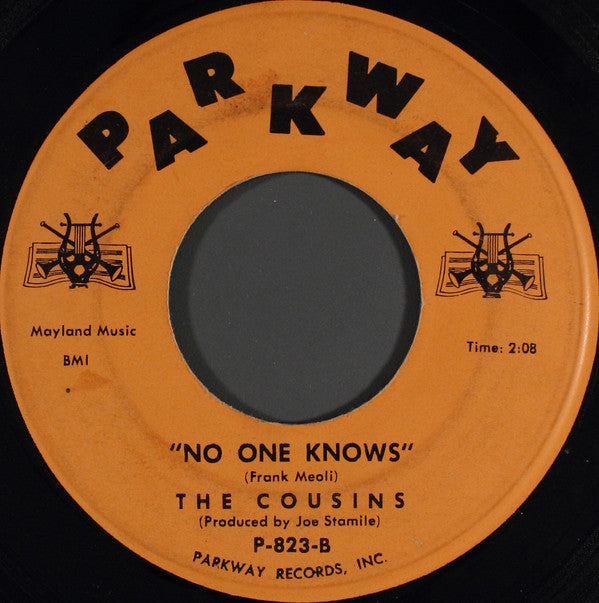 PARKWAY
Mayland Music
BMI
Time: 2:08
"NO ONE KNOWS"
(Frank Meoli)
THE COUSINS
(Produced by Joe Stamile)
P-823-B
PARKWAY RECORDS, INC.